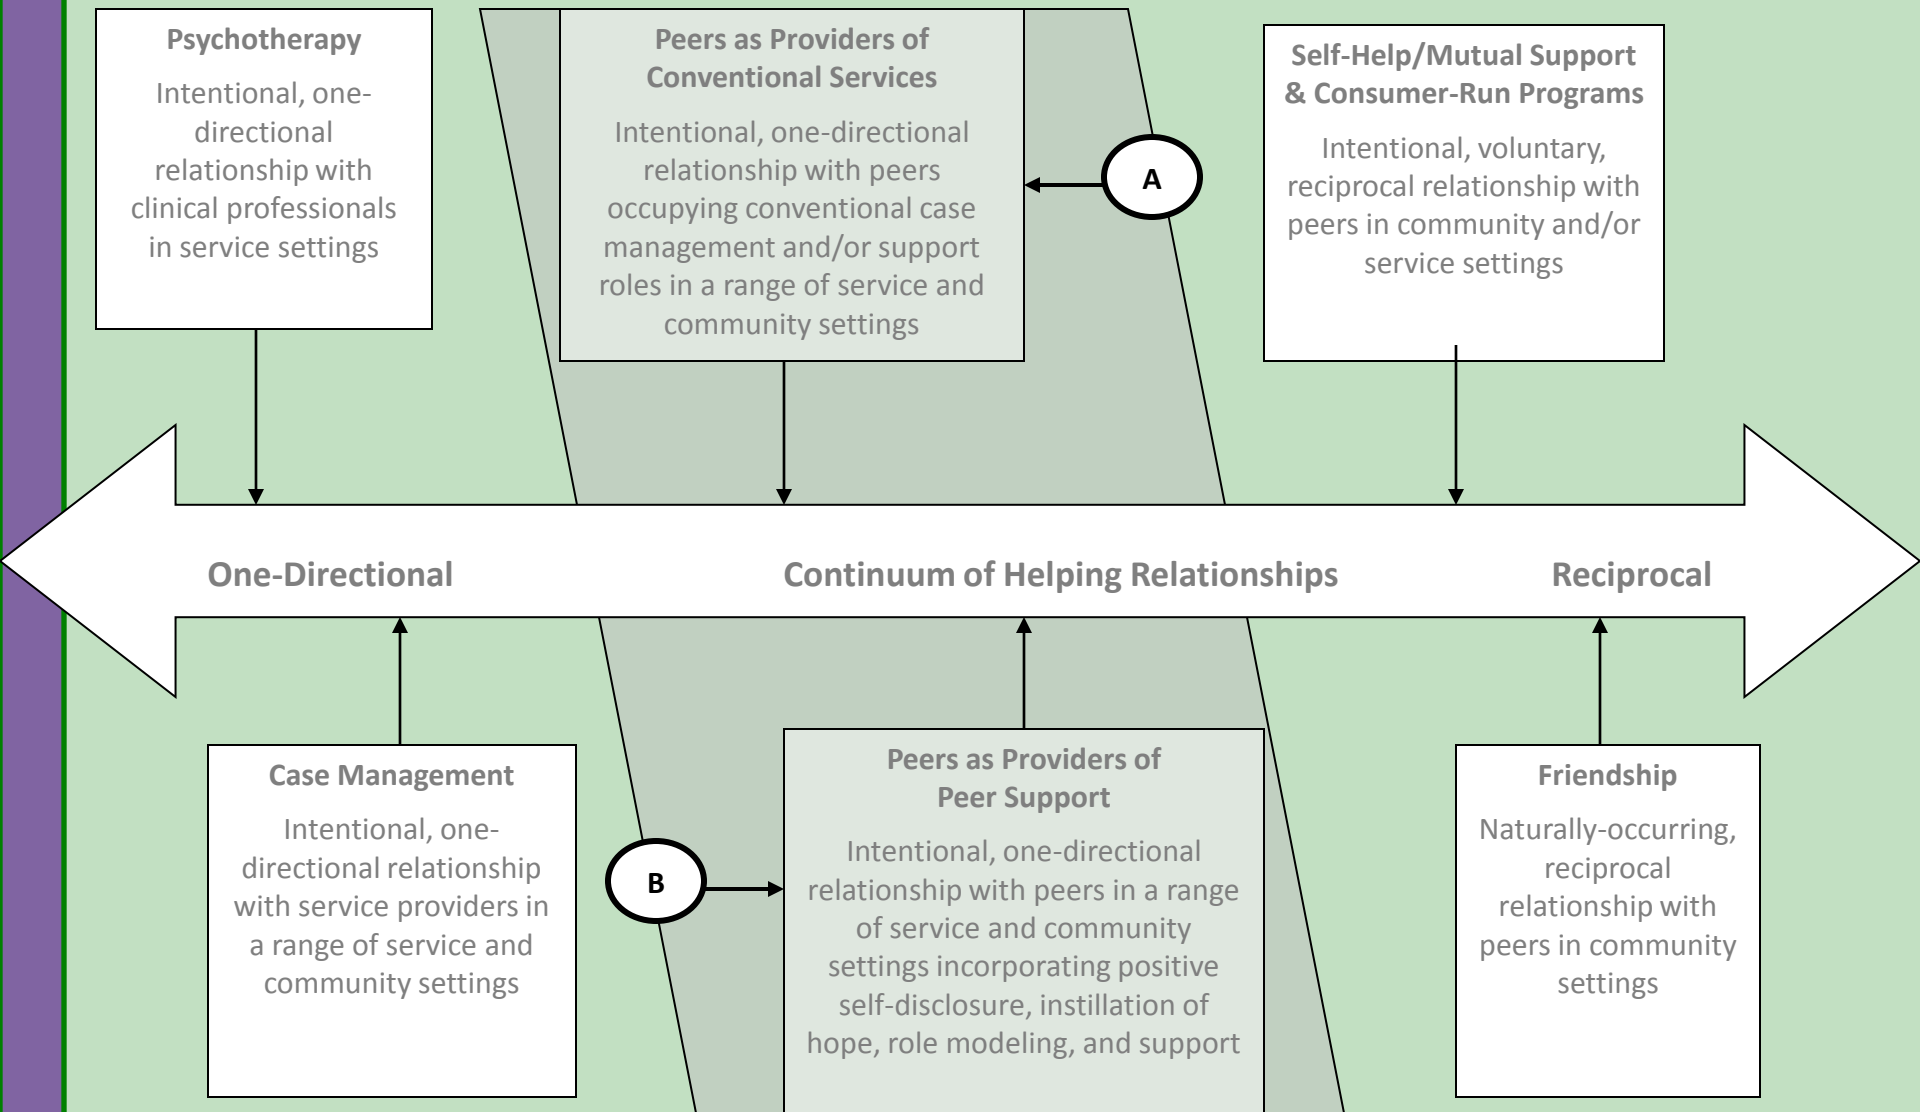 Psychotherapy
Intentional, one-
directional
relationship with
clinical professionals
in service settings
Peers as Providers of
Conventional Services
Intentional, one-directional
relationship with peers
occupying conventional case
management and/or support
roles in a range of service and
community settings
A
Self-Help/Mutual Support
& Consumer-Run Programs
Intentional, voluntary,
reciprocal relationship with
peers in community and/or
service settings
One-Directional
Continuum of Helping Relationships
Reciprocal
Case Management
Intentional, one-
directional relationship
with service providers in
a range of service and
community settings
B
Peers as Providers of
Peer Support
Intentional, one-directional
relationship with peers in a range
of service and community
settings incorporating positive
self-disclosure, instillation of
hope, role modeling, and support
Friendship
Naturally-occurring,
reciprocal
relationship with
peers in community
settings